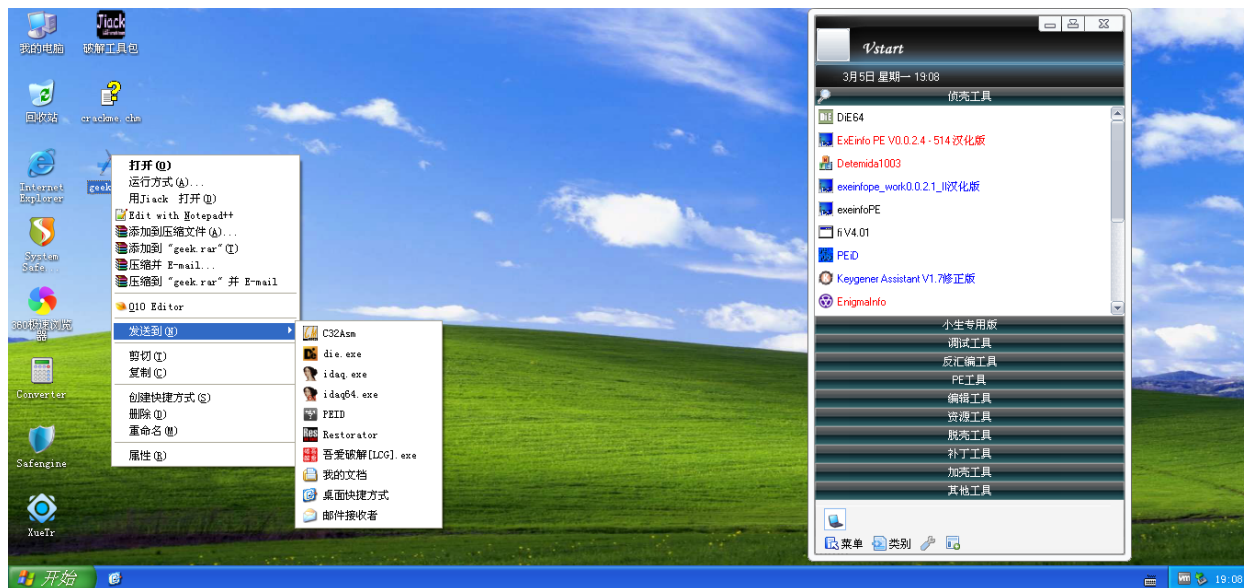 我的电脑
Jiack
破解工具包
回收站
crackme.chm
Internet Explorer
geek
System Safe...
360极速浏览器
Converter
Safengine
XueTr
打开(O)
运行方式(A)...
用Jiack 打开(D)
Edit with Notepad++
添加到压缩文件(A)...
添加到 "geek.rar"(T)
压缩并 E-mail...
压缩到 "geek.rar" 并 E-mail
010 Editor
发送到(N)
剪切(T)
复制(C)
创建快捷方式(S)
删除(D)
重命名(M)
属性(R)
C32Asm
die.exe
idaq.exe
idaq64.exe
PEID
Restorator
吾爱破解[LCG].exe
我的文档
桌面快捷方式
邮件接收者
Vstart
3月5日 星期一 19:08
侦壳工具
DiE64
ExEinfo PE V0.0.2.4 - 514 汉化版
Detemida1003
exeinfope_work0.0.2.1_II汉化版
exeinfoPE
fi V4.01
PEiD
Keygener Assistant V1.7修正版
EnigmaInfo
小生专用版
调试工具
反汇编工具
PE工具
编辑工具
资源工具
脱壳工具
补丁工具
加壳工具
其他工具
菜单
类别
开始
19:08